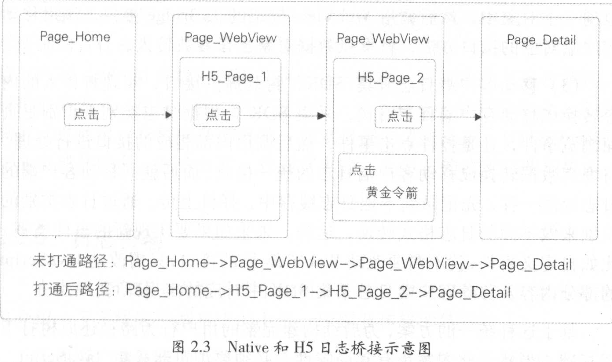 Page_Home Page_WebView Page_WebView Page_Detail
H5_Page_1 H5_Page_2
点击 点击 点击
点击
黄金令箭
未打通路径：Page_Home->Page_WebView->Page_WebView->Page_Detail
打通后路径：Page_Home->H5_Page_1->H5_Page_2->Page_Detail
图 2.3 Native 和 H5 日志桥接示意图